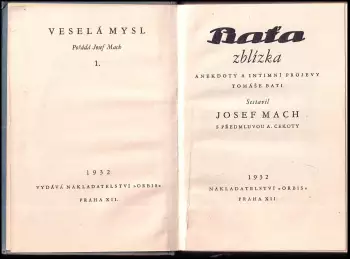 VESELÁ MYSL
Pořádá Josef Mach
1.
1932
VYDÁVÁ NAKLADATELSTVÍ »ORBIS«
PRAHA XII.
Baťa
zblízka
ANEKDOTY A INTIMNÍ PROJEVY
TOMÁŠE BATI
Sestavil
JOSEF MACH
S PŘEDMLUVOU A. CEKOTY
1932
NAKLADATELSTVÍ »ORBIS«
PRAHA XII